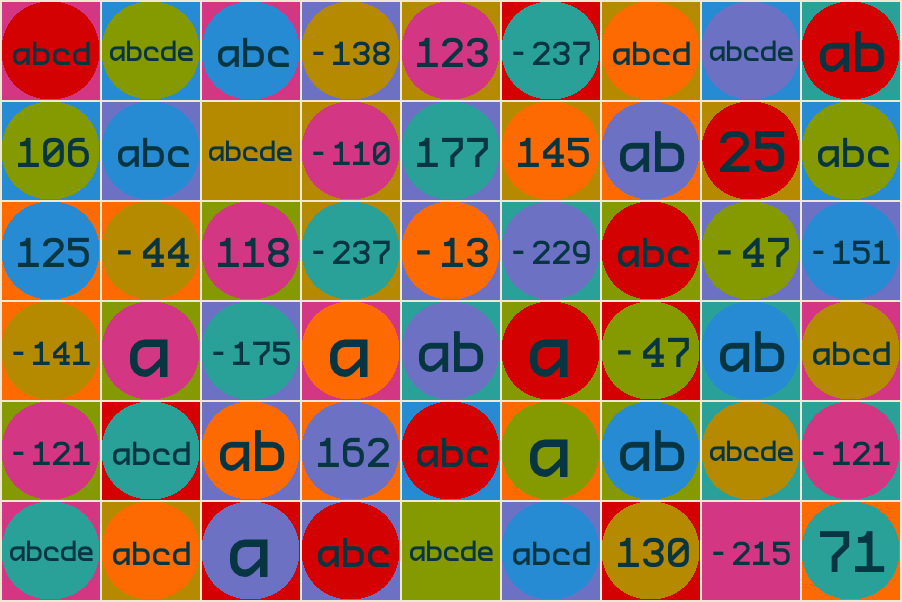 abcd abcde abc -138 123 -237 abcd abcde ab
106 abc abcde -110 177 145 ab 25 abc
125 -44 118 -237 -13 -229 abc -47 -151
-141 a -175 a ab a -47 ab abcd
-121 abcd ab 162 abc a ab abcde -121
abcde abcd a abc abcde abcd 130 -215 71